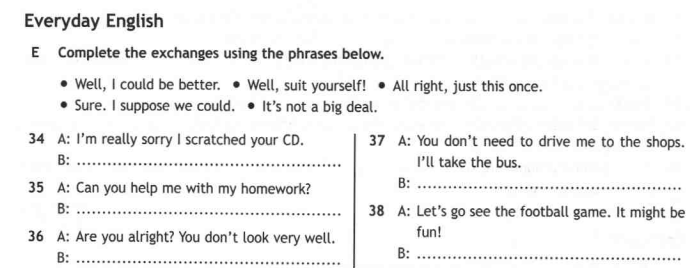 Everyday English
E Complete the exchanges using the phrases below.
• Well, I could be better. • Well, suit yourself! • All right, just this once.
• Sure. I suppose we could. • It's not a big deal.
34 A: I'm really sorry I scratched your CD.
B: ................................................
35 A: Can you help me with my homework?
B: ................................................
36 A: Are you alright? You don't look very well.
B: ................................................
37 A: You don't need to drive me to the shops.
I'll take the bus.
B: ................................................
38 A: Let's go see the football game. It might be
fun!
B: ................................................